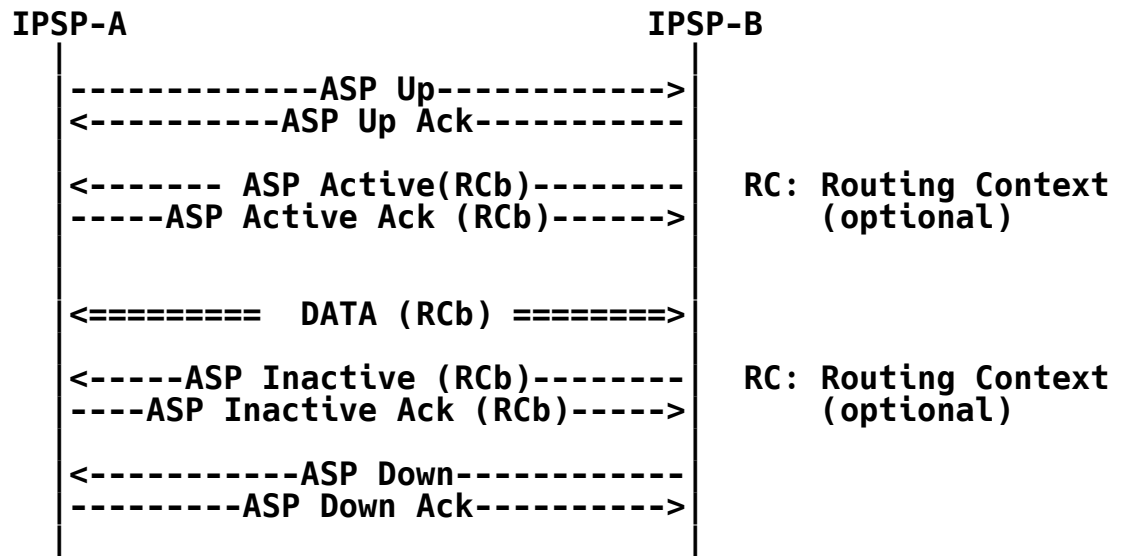 IPSP-A IPSP-B
|-------------ASP Up------------>|
|<----------ASP Up Ack-----------|
|<------- ASP Active(RCb)--------| RC: Routing Context
|-----ASP Active Ack (RCb)------>| (optional)
|<========= DATA (RCb) ========>|
|<-----ASP Inactive (RCb)--------| RC: Routing Context
|----ASP Inactive Ack (RCb)----->| (optional)
|<-----------ASP Down------------|
|---------ASP Down Ack---------->|